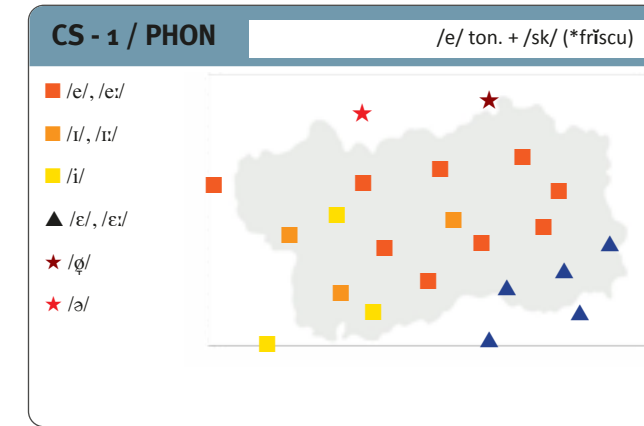 CS - 1 / PHON
/e/ ton. + /sk/ (*frĭscu)
/e/, /eː/
/ɪ/, /ɪː/
/i/
/ɛ/, /ɛː/
/ø̞/
/ə/